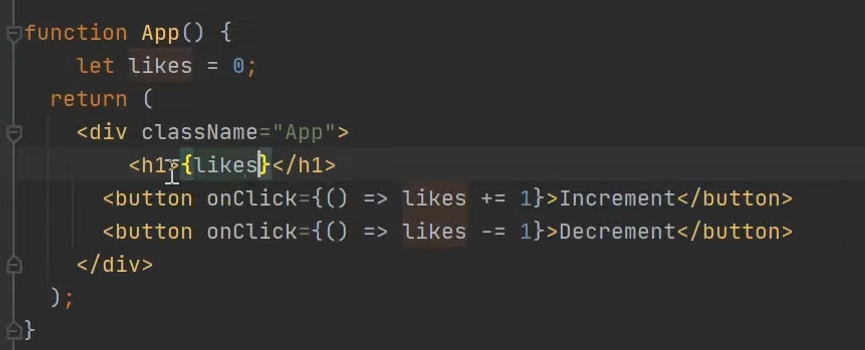 function App() {
    let likes = 0;
  return (
    <div className="App">
        <h1>{likes}</h1>
      <button onClick={() => likes += 1}>Increment</button>
      <button onClick={() => likes -= 1}>Decrement</button>
    </div>
  );
}